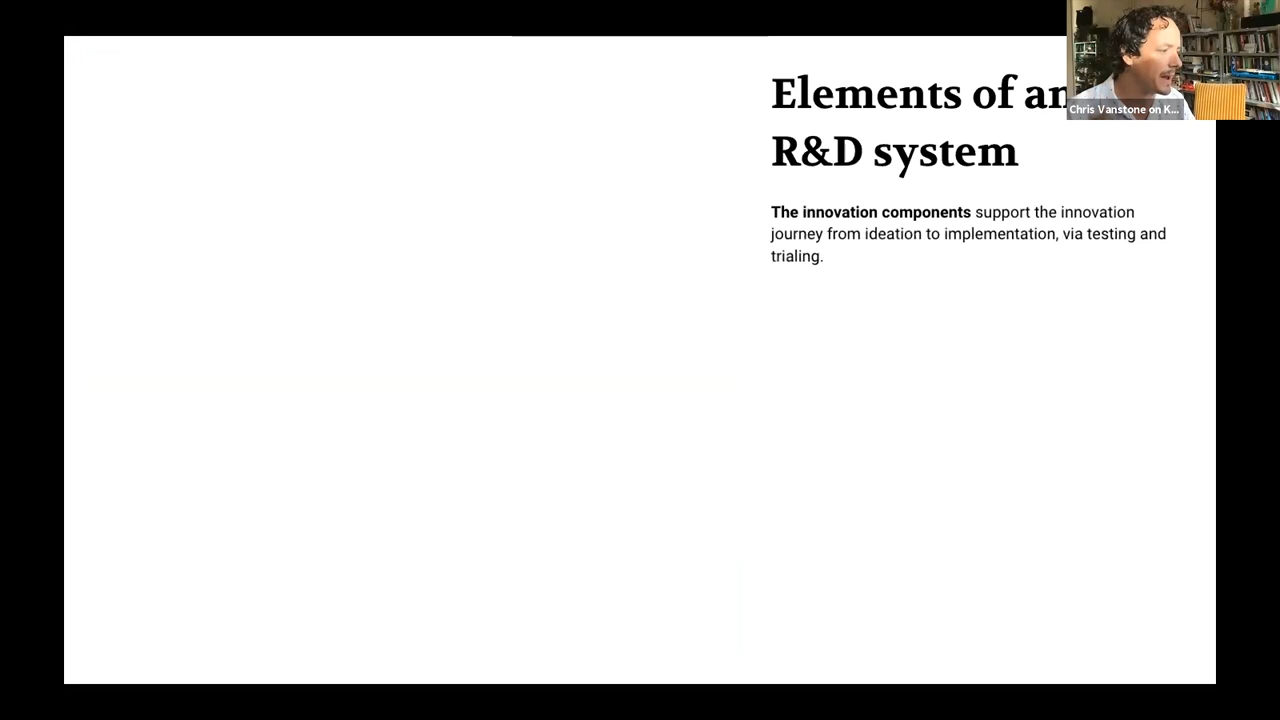 Elements of an
R&D system
The innovation components support the innovation
journey from ideation to implementation, via testing and
trialing.
Chris Vanstone on K...